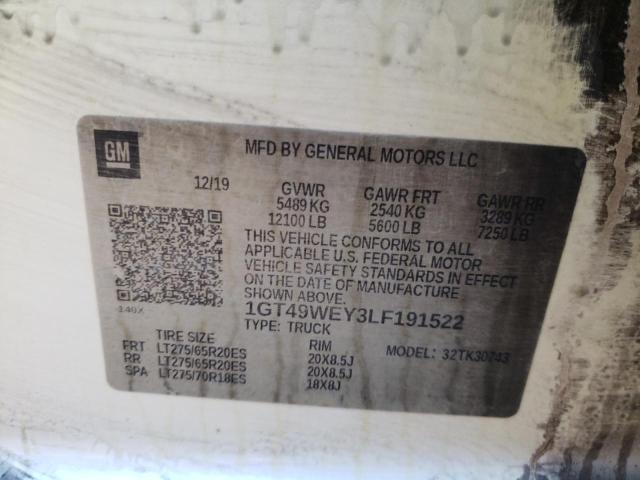 GM
MFD BY GENERAL MOTORS LLC
12/19 GVWR GAWR FRT GAWR RR
5489 KG 2540 KG 3289 KG
12100 LB 5600 LB 7250 LB
THIS VEHICLE CONFORMS TO ALL
APPLICABLE U.S. FEDERAL MOTOR
VEHICLE SAFETY STANDARDS IN EFFECT
ON THE DATE OF MANUFACTURE
SHOWN ABOVE.
140X
1GT49WEY3LF191522
TYPE: TRUCK
TIRE SIZE RIM MODEL: 32TK30743
FRT LT275/65R20ES 20X8.5J
RR LT275/65R20ES 20X8.5J
SPA LT275/70R18ES 18X8J